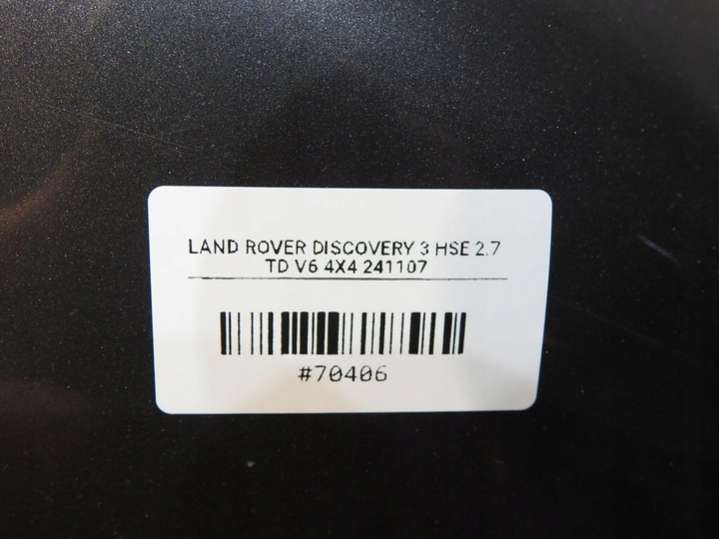 LAND ROVER DISCOVERY 3 HSE 2.7
TD V6 4X4 241107
#70406